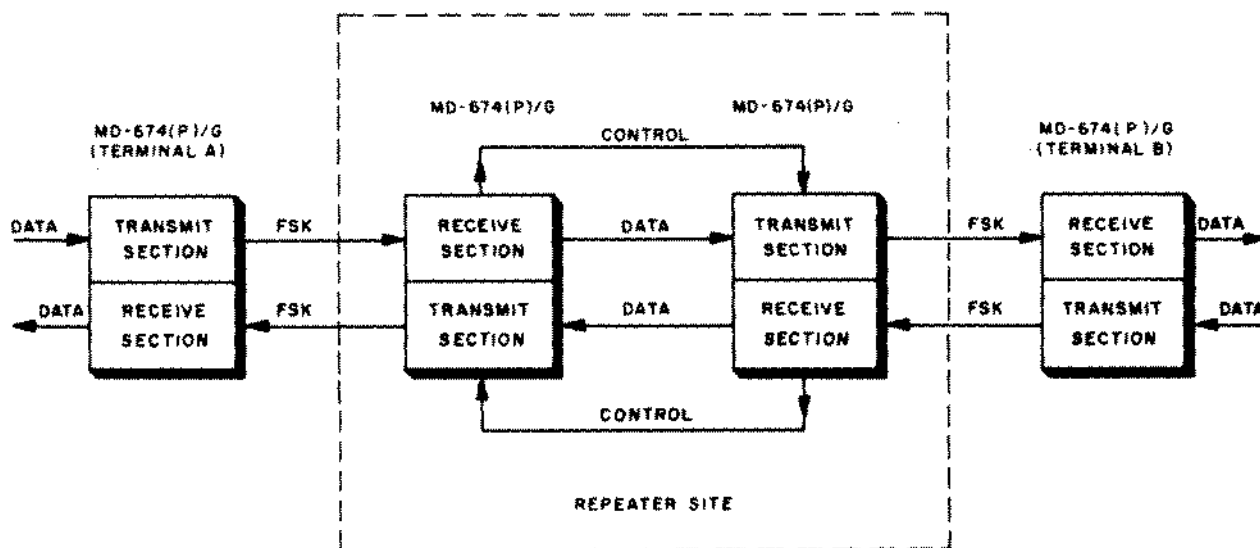 MD-674(P)/G
(TERMINAL A)
MD-674(P)/G
MD-674(P)/G
MD-674(P)/G
(TERMINAL B)
CONTROL
DATA
TRANSMIT
SECTION
FSK
RECEIVE
SECTION
DATA
TRANSMIT
SECTION
FSK
RECEIVE
SECTION
DATA
DATA
RECEIVE
SECTION
FSK
TRANSMIT
SECTION
DATA
RECEIVE
SECTION
FSK
TRANSMIT
SECTION
DATA
CONTROL
REPEATER SITE